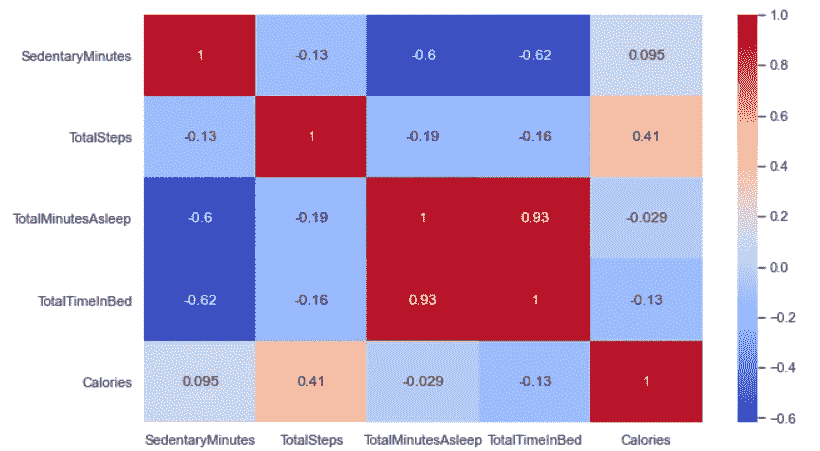 SedentaryMinutes 1 -0.13 -0.6 -0.62 0.095
TotalSteps -0.13 1 -0.19 -0.16 0.41
TotalMinutesAsleep -0.6 -0.19 1 0.93 -0.029
TotalTimeInBed -0.62 -0.16 0.93 1 -0.13
Calories 0.095 0.41 -0.029 -0.13 1
SedentaryMinutes TotalSteps TotalMinutesAsleep TotalTimeInBed Calories
1.0
0.8
0.6
0.4
0.2
0.0
−0.2
−0.4
−0.6